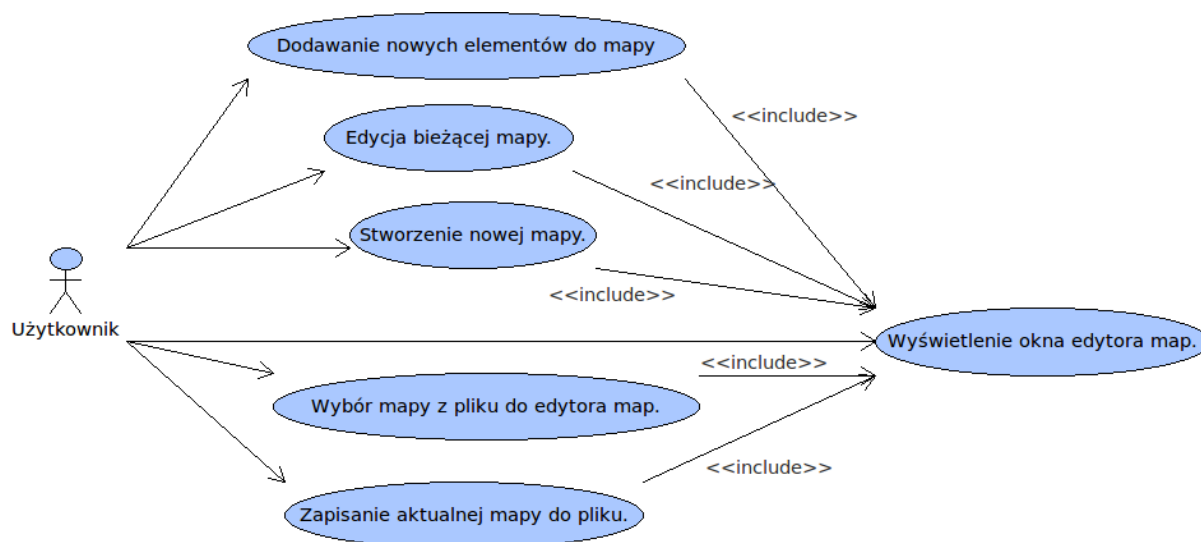 Dodawanie nowych elementów do mapy
<<include>>
Edycja bieżącej mapy.
<<include>>
Stworzenie nowej mapy.
<<include>>
Użytkownik
Wyświetlenie okna edytora map.
<<include>>
Wybór mapy z pliku do edytora map.
<<include>>
Zapisanie aktualnej mapy do pliku.